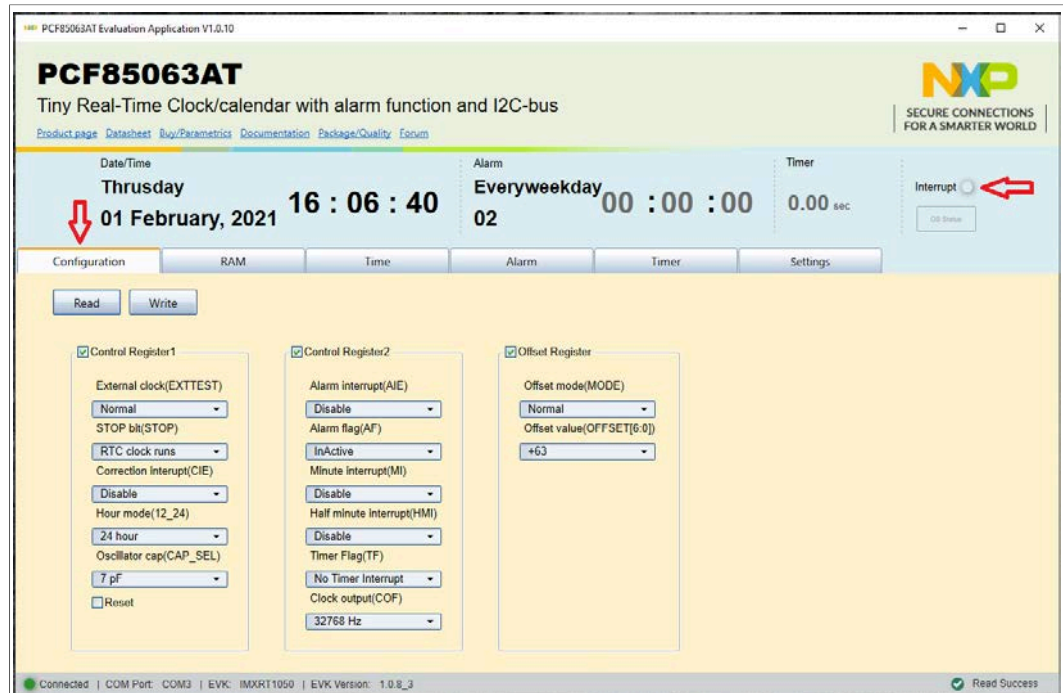 NXP PCF85063AT Evaluation Application V1.0.10
PCF85063AT
Tiny Real-Time Clock/calendar with alarm function and I2C-bus
Product page Datasheet Buy/Parametrics Documentation Package/Quality Forum
NXP
SECURE CONNECTIONS
FOR A SMARTER WORLD
Date/Time
Thrusday
01 February, 2021
16 : 06 : 40
Alarm
Everyweekday
02
00 :00 :00
Timer
0.00 sec
Interrupt
OS Status
Configuration RAM Time Alarm Timer Settings
Read Write
Control Register1
External clock(EXTTEST)
Normal
STOP bit(STOP)
RTC clock runs
Correction interupt(CIE)
Disable
Hour mode(12_24)
24 hour
Oscillator cap(CAP_SEL)
7 pF
Reset
Control Register2
Alarm interrupt(AIE)
Disable
Alarm flag(AF)
InActive
Minute interrupt(MI)
Disable
Half minute interrupt(HMI)
Disable
Timer Flag(TF)
No Timer Interrupt
Clock output(COF)
32768 Hz
Offset Register
Offset mode(MODE)
Normal
Offset value(OFFSET[6:0])
+63
Connected | COM Port: COM3 | EVK: IMXRT1050 | EVK Version: 1.0.8_3
Read Success